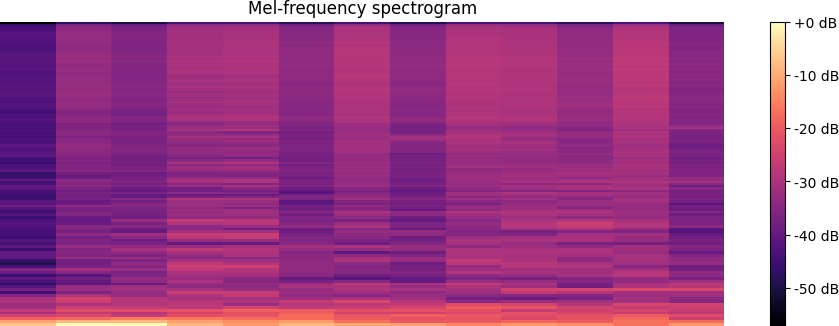 Mel-frequency spectrogram
+0 dB
-10 dB
-20 dB
-30 dB
-40 dB
-50 dB